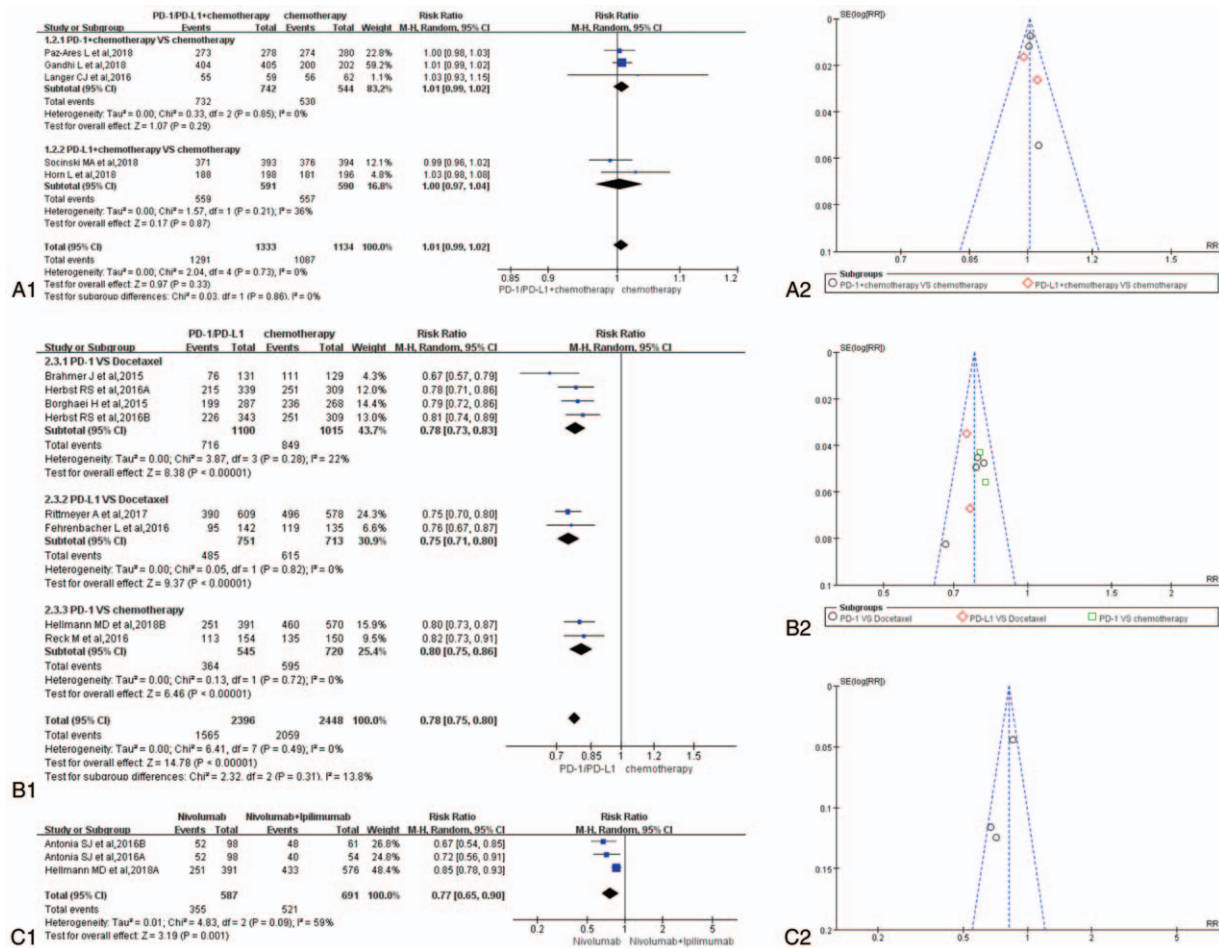 PD-1/PD-L1+chemotherapy chemotherapy Risk Ratio Risk Ratio
Study or Subgroup Events Total Events Total Weight M-H, Random, 95% CI M-H, Random, 95% CI
1.2.1 PD-1+chemotherapy VS chemotherapy
Paz-Ares L et al,2018 273 278 274 280 22.8% 1.00 [0.98, 1.03]
Gandhi L et al,2018 404 405 200 202 59.2% 1.01 [0.99, 1.02]
Langer CJ et al,2016 55 59 56 62 1.1% 1.03 [0.93, 1.15]
Subtotal (95% CI) 742 544 83.2% 1.01 [0.99, 1.02]
Total events 732 530
Heterogeneity: Tau² = 0.00; Chi² = 0.33, df = 2 (P = 0.85); I² = 0%
Test for overall effect: Z = 1.07 (P = 0.29)
1.2.2 PD-L1+chemotherapy VS chemotherapy
Socinski MA et al,2018 371 393 376 394 12.1% 0.99 [0.96, 1.02]
Horn L et al,2018 188 198 181 196 4.8% 1.03 [0.98, 1.08]
Subtotal (95% CI) 591 590 16.8% 1.00 [0.97, 1.04]
Total events 559 557
Heterogeneity: Tau² = 0.00; Chi² = 1.57, df = 1 (P = 0.21); I² = 36%
Test for overall effect: Z = 0.17 (P = 0.87)
Total (95% CI) 1333 1134 100.0% 1.01 [0.99, 1.02]
Total events 1291 1087
Heterogeneity: Tau² = 0.00; Chi² = 2.04, df = 4 (P = 0.73); I² = 0%
Test for overall effect: Z = 0.97 (P = 0.33)
Test for subgroup differences: Chi² = 0.03, df = 1 (P = 0.86), I² = 0%
0.85 0.9 1 1.1 1.2
PD-1/PD-L1+chemotherapy chemotherapy
A1
SE(log[RR])
0
0.02
0.04
0.06
0.08
0.1
0.7 0.85 1 1.2 1.5
RR
Subgroups
PD-1+chemotherapy VS chemotherapy PD-L1+chemotherapy VS chemotherapy
A2
PD-1/PD-L1 chemotherapy Risk Ratio Risk Ratio
Study or Subgroup Events Total Events Total Weight M-H, Random, 95% CI M-H, Random, 95% CI
2.3.1 PD-1 VS Docetaxel
Brahmer J et al,2015 76 131 111 129 4.3% 0.67 [0.57, 0.79]
Herbst RS et al,2016A 215 339 251 309 12.0% 0.78 [0.71, 0.86]
Borghaei H et al,2015 199 287 236 268 14.4% 0.79 [0.72, 0.86]
Herbst RS et al,2016B 226 343 251 309 13.0% 0.81 [0.74, 0.89]
Subtotal (95% CI) 1100 1015 43.7% 0.78 [0.73, 0.83]
Total events 716 849
Heterogeneity: Tau² = 0.00; Chi² = 3.87, df = 3 (P = 0.28); I² = 22%
Test for overall effect: Z = 8.38 (P < 0.00001)
2.3.2 PD-L1 VS Docetaxel
Rittmeyer A et al,2017 390 609 496 578 24.3% 0.75 [0.70, 0.80]
Fehrenbacher L et al,2016 95 142 119 135 6.6% 0.76 [0.67, 0.87]
Subtotal (95% CI) 751 713 30.9% 0.75 [0.71, 0.80]
Total events 485 615
Heterogeneity: Tau² = 0.00; Chi² = 0.05, df = 1 (P = 0.82); I² = 0%
Test for overall effect: Z = 9.37 (P < 0.00001)
2.3.3 PD-1 VS chemotherapy
Hellmann MD et al,2018B 251 391 460 570 15.9% 0.80 [0.73, 0.87]
Reck M et al,2016 113 154 135 150 9.5% 0.82 [0.73, 0.91]
Subtotal (95% CI) 545 720 25.4% 0.80 [0.75, 0.86]
Total events 364 595
Heterogeneity: Tau² = 0.00; Chi² = 0.13, df = 1 (P = 0.72); I² = 0%
Test for overall effect: Z = 6.46 (P < 0.00001)
Total (95% CI) 2396 2448 100.0% 0.78 [0.75, 0.80]
Total events 1565 2059
Heterogeneity: Tau² = 0.00; Chi² = 6.41, df = 7 (P = 0.49); I² = 0%
Test for overall effect: Z = 14.78 (P < 0.00001)
Test for subgroup differences: Chi² = 2.32, df = 2 (P = 0.31), I² = 13.8%
0.7 0.85 1 1.2 1.5
PD-1/PD-L1 chemotherapy
B1
SE(log[RR])
0
0.02
0.04
0.06
0.08
0.1
0.5 0.7 1 1.5 2
RR
Subgroups
PD-1 VS Docetaxel PD-L1 VS Docetaxel PD-1 VS chemotherapy
B2
Nivolumab Nivolumab+Ipilimumab Risk Ratio Risk Ratio
Study or Subgroup Events Total Events Total Weight M-H, Random, 95% CI M-H, Random, 95% CI
Antonia SJ et al,2016B 52 98 48 61 26.8% 0.67 [0.54, 0.85]
Antonia SJ et al,2016A 52 98 40 54 24.8% 0.72 [0.56, 0.91]
Hellmann MD et al,2018A 251 391 433 576 48.4% 0.85 [0.78, 0.93]
Total (95% CI) 587 691 100.0% 0.77 [0.65, 0.90]
Total events 355 521
Heterogeneity: Tau² = 0.01; Chi² = 4.83, df = 2 (P = 0.09); I² = 59%
Test for overall effect: Z = 3.19 (P = 0.001)
0.2 0.5 1 2 5
Nivolumab Nivolumab+Ipilimumab
C1
SE(log[RR])
0
0.05
0.1
0.15
0.2
0.2 0.5 1 2 5
RR
C2